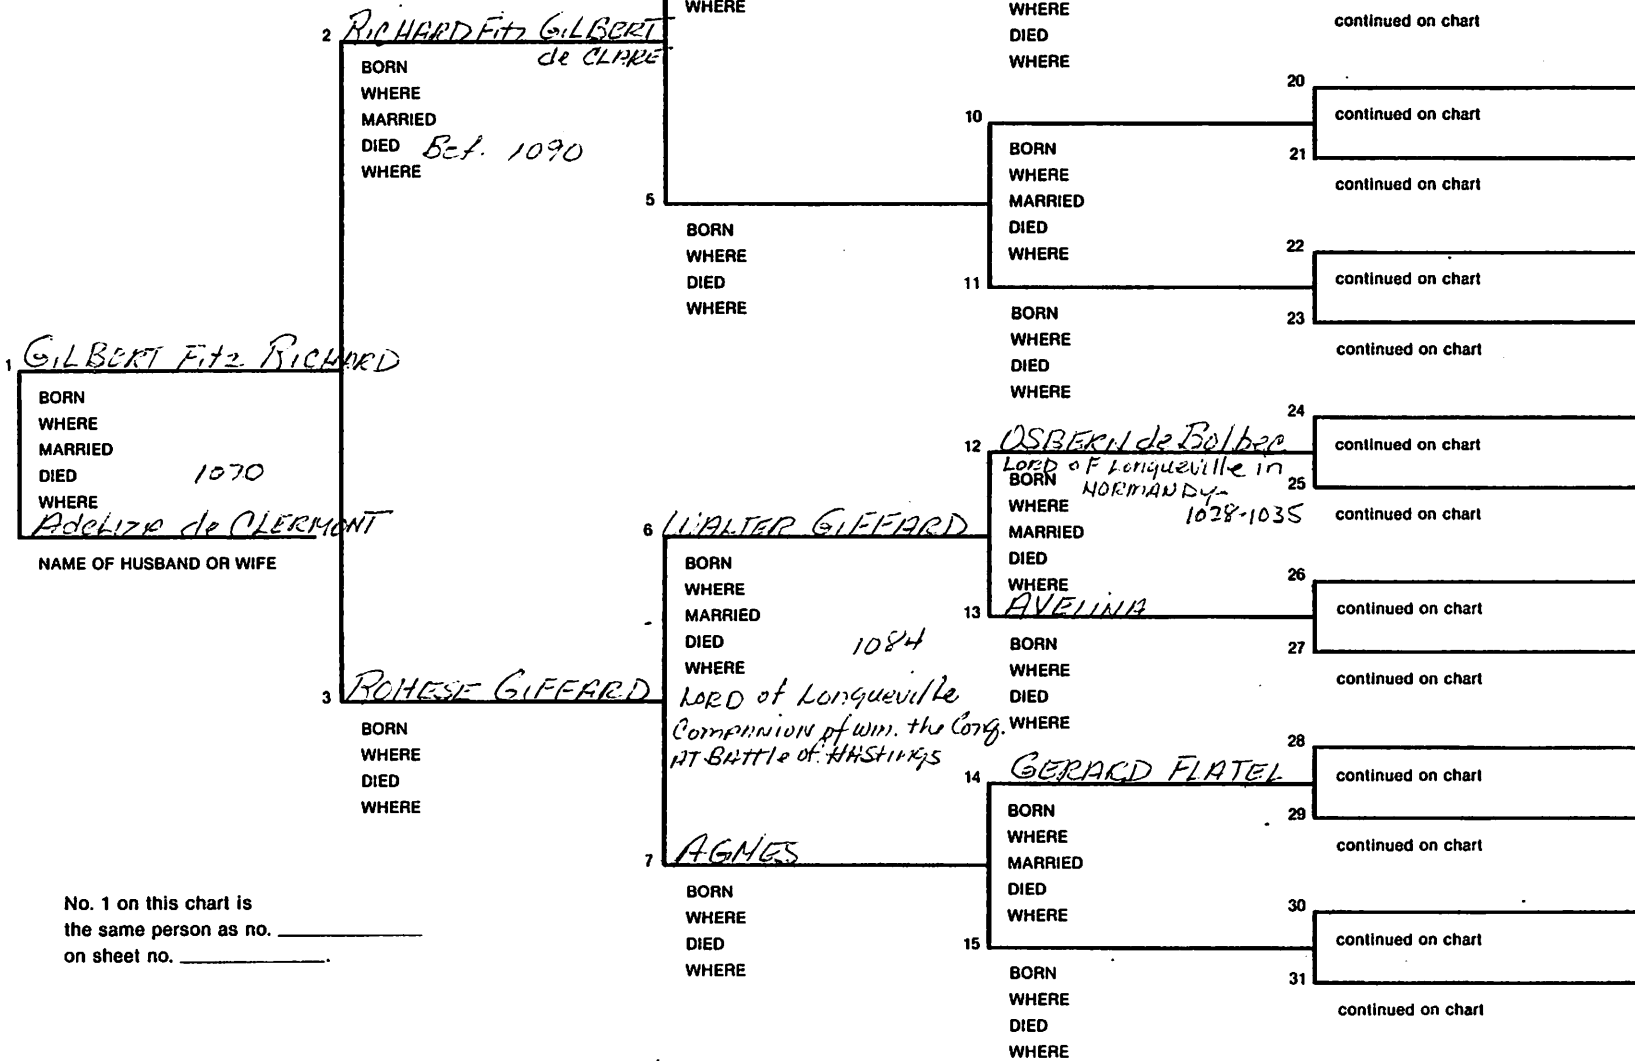 2 RICHARD Fitz GILBERT
de CLARE
BORN
WHERE
MARRIED
DIED Bef. 1090
WHERE
1 GILBERT Fitz RICHARD
BORN
WHERE
MARRIED
DIED 1070
WHERE
Adeliza de CLERMONT
NAME OF HUSBAND OR WIFE
3 ROHESE GIFFARD
BORN
WHERE
DIED
WHERE
No. 1 on this chart is
the same person as no. ____________
on sheet no. ____________.
WHERE
5
BORN
WHERE
DIED
WHERE
6 WALTER GIFFARD
BORN
WHERE
MARRIED
DIED 1084
WHERE
LORD of Longueville
Companion of Wm. the Conq.
AT BATTLE of HASTINGS
7 AGNES
BORN
WHERE
DIED
WHERE
WHERE
DIED
WHERE
10
BORN
WHERE
MARRIED
DIED
WHERE
11
BORN
WHERE
DIED
WHERE
12 OSBERN de Bolbec
LORD OF Longueville in
BORN NORMANDY-
WHERE 1028-1035
MARRIED
DIED
WHERE
13 AVELINA
BORN
WHERE
DIED
WHERE
14 GERARD FLATEL
BORN
WHERE
MARRIED
DIED
WHERE
15
BORN
WHERE
DIED
WHERE
continued on chart
20
continued on chart
21
continued on chart
22
continued on chart
23
continued on chart
24
continued on chart
25
continued on chart
26
continued on chart
27
continued on chart
28
continued on chart
29
continued on chart
30
continued on chart
31
continued on chart